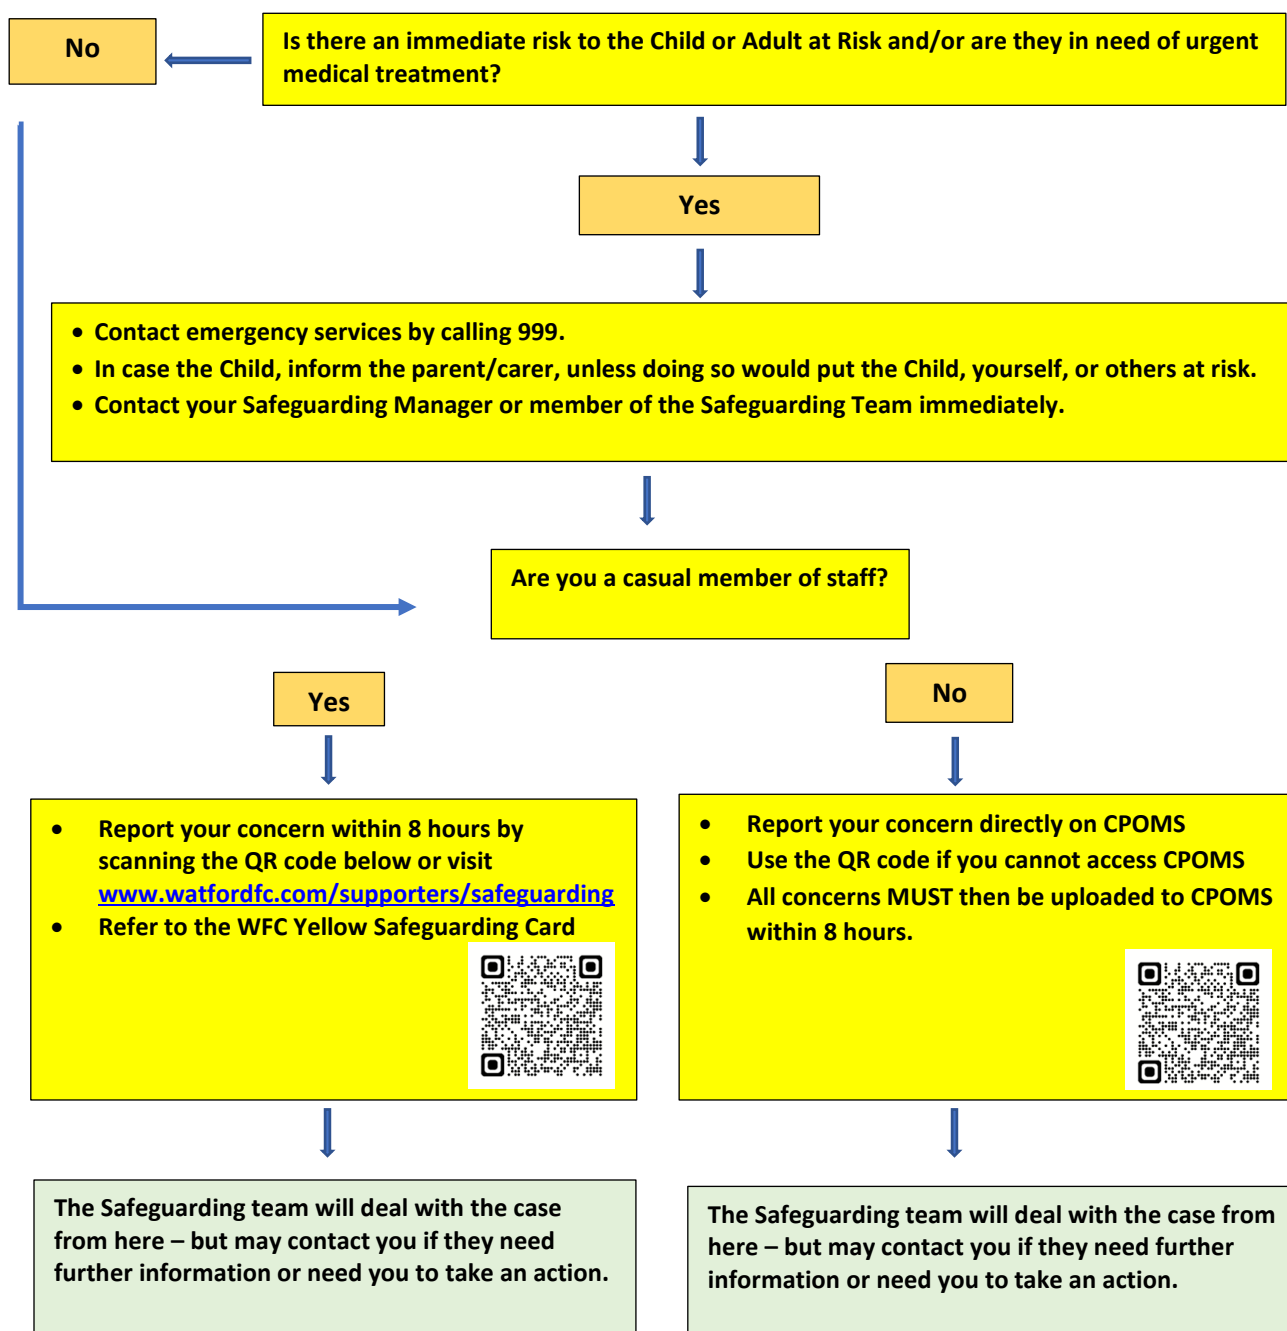 No
Is there an immediate risk to the Child or Adult at Risk and/or are they in need of urgent
medical treatment?
Yes
• Contact emergency services by calling 999.
• In case the Child, inform the parent/carer, unless doing so would put the Child, yourself, or others at risk.
• Contact your Safeguarding Manager or member of the Safeguarding Team immediately.
Are you a casual member of staff?
Yes
No
• Report your concern within 8 hours by
scanning the QR code below or visit
www.watfordfc.com/supporters/safeguarding
• Refer to the WFC Yellow Safeguarding Card
• Report your concern directly on CPOMS
• Use the QR code if you cannot access CPOMS
• All concerns MUST then be uploaded to CPOMS
within 8 hours.
The Safeguarding team will deal with the case
from here – but may contact you if they need
further information or need you to take an action.
The Safeguarding team will deal with the case from
here – but may contact you if they need further
information or need you to take an action.